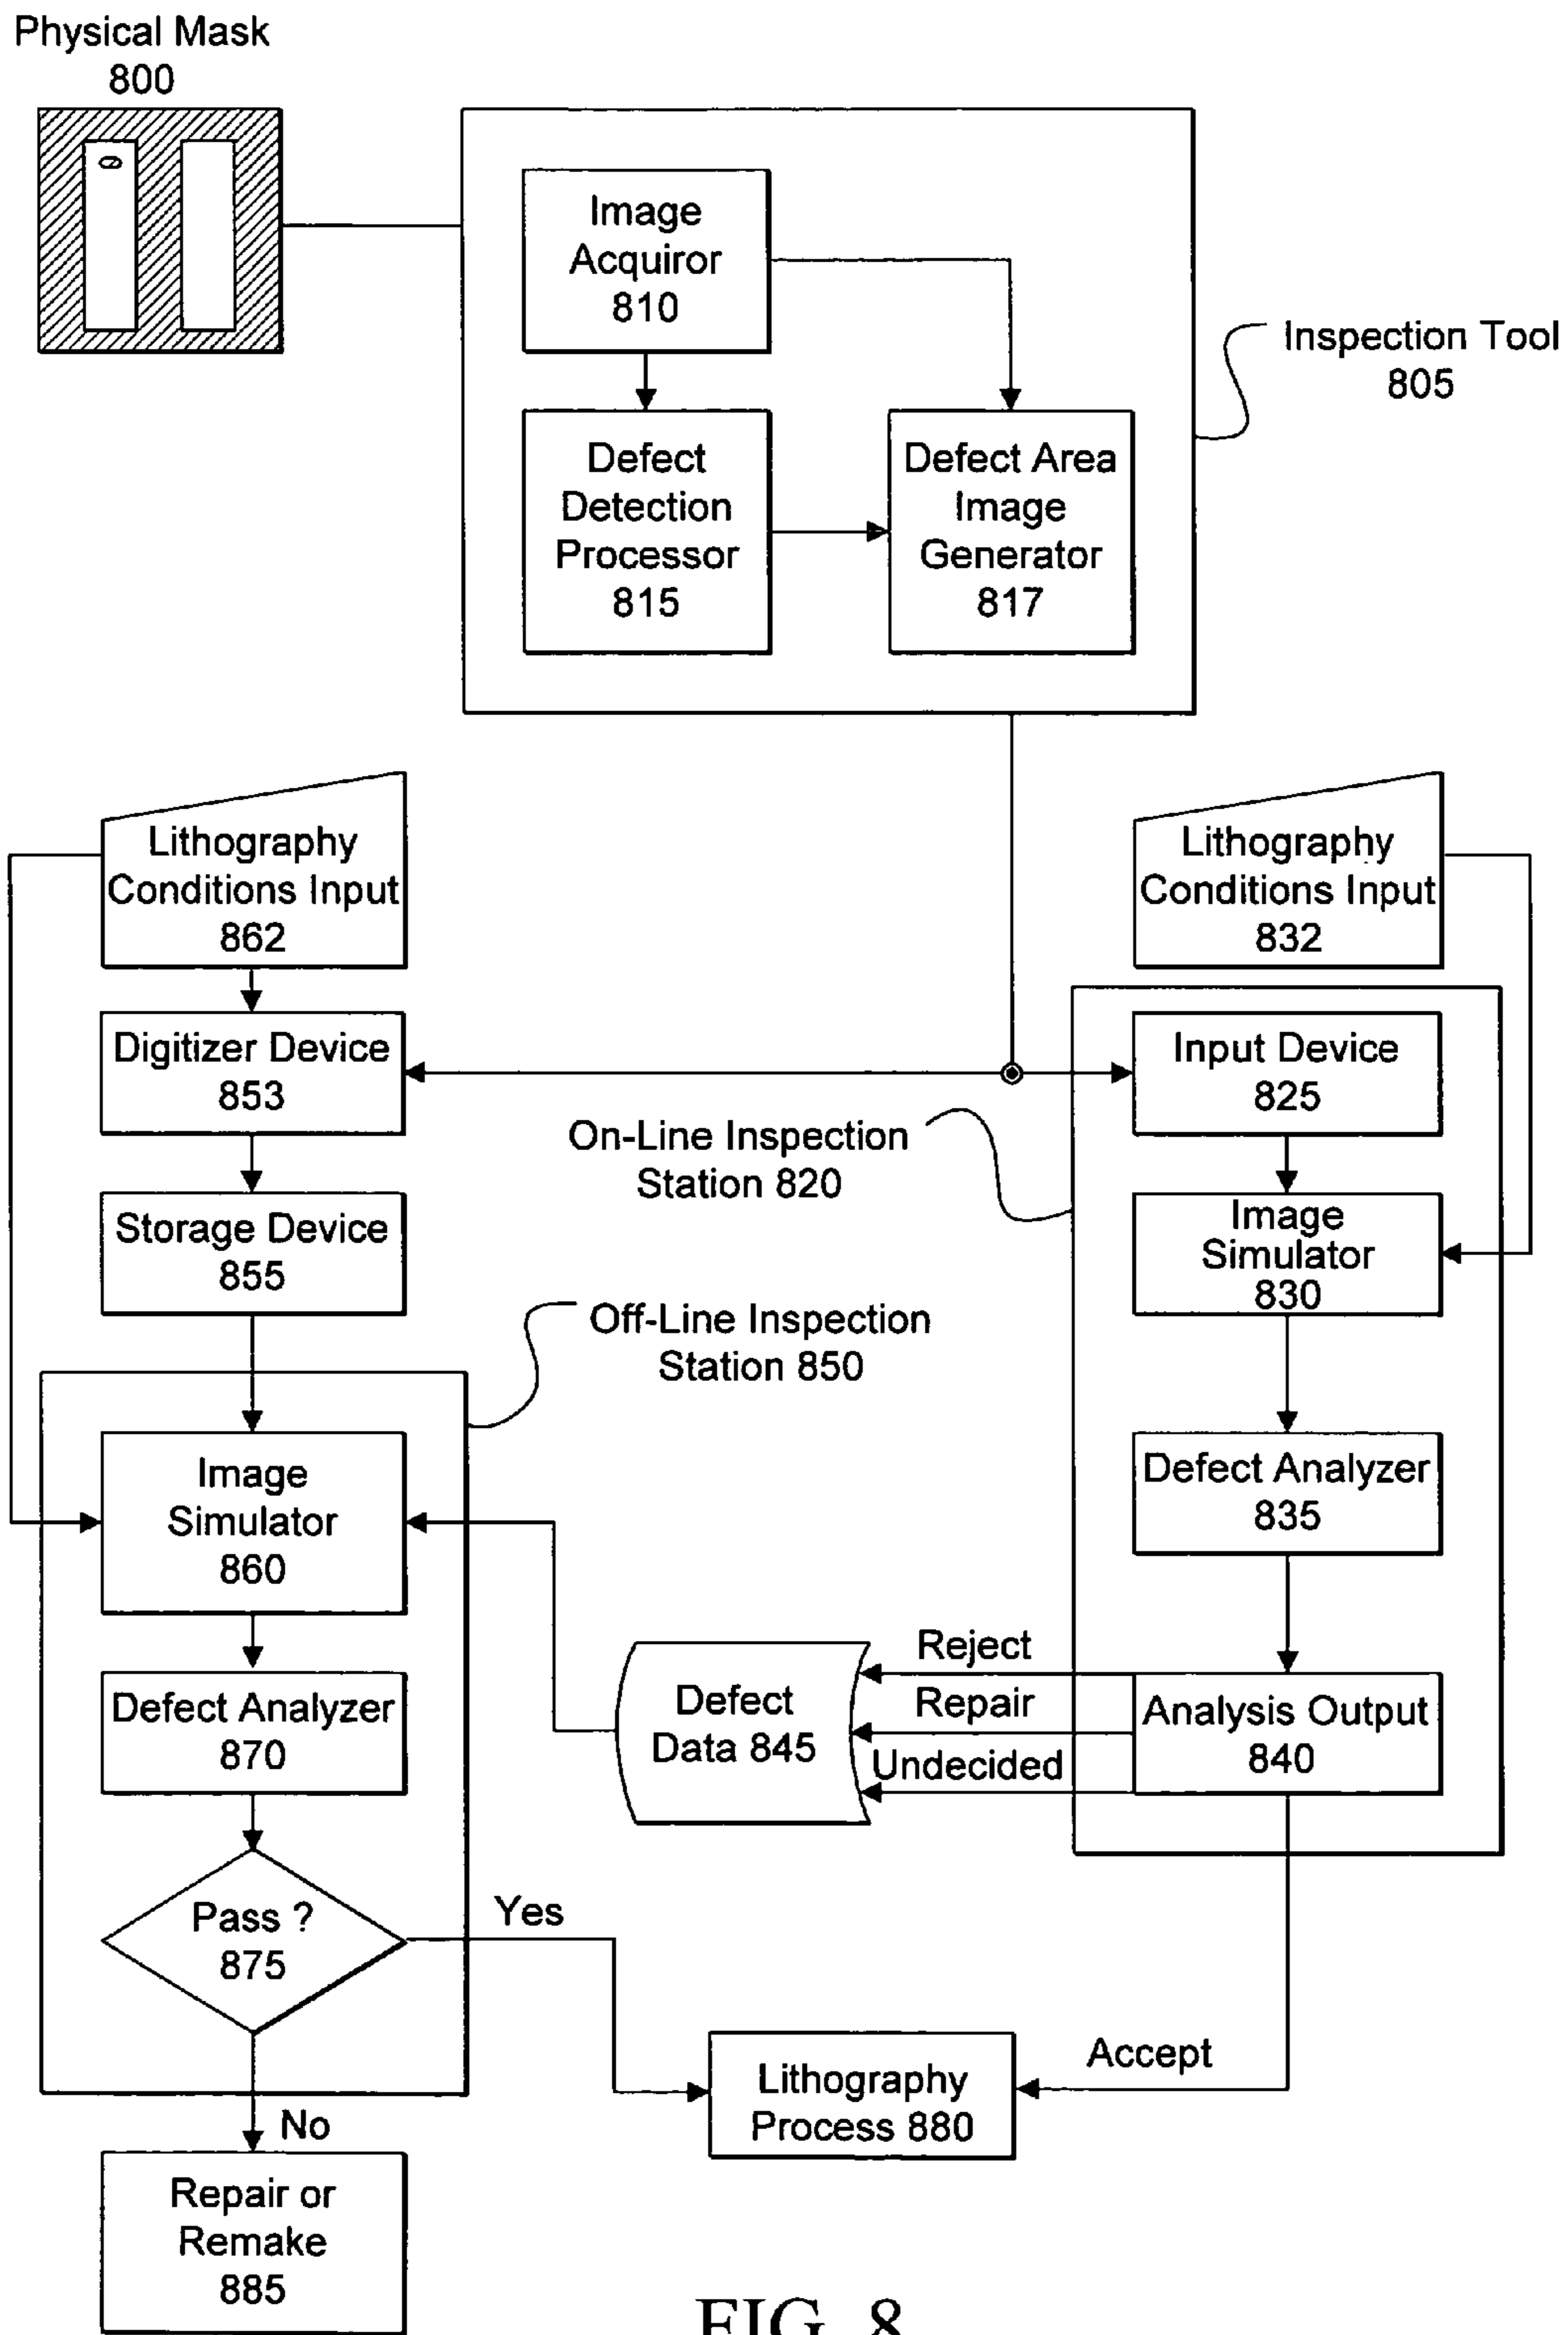 Physical Mask
800
Image
Acquiror
810
Inspection Tool
805
Defect
Detection
Processor
815
Defect Area
Image
Generator
817
Lithography
Conditions Input
862
Lithography
Conditions Input
832
Digitizer Device
853
Input Device
825
On-Line Inspection
Station 820
Storage Device
855
Image
Simulator
830
Off-Line Inspection
Station 850
Image
Simulator
860
Defect Analyzer
835
Reject
Repair
Undecided
Defect
Data 845
Analysis Output
840
Defect Analyzer
870
Pass ?
875
Yes
No
Accept
Lithography
Process 880
Repair or
Remake
885
FIG. 8